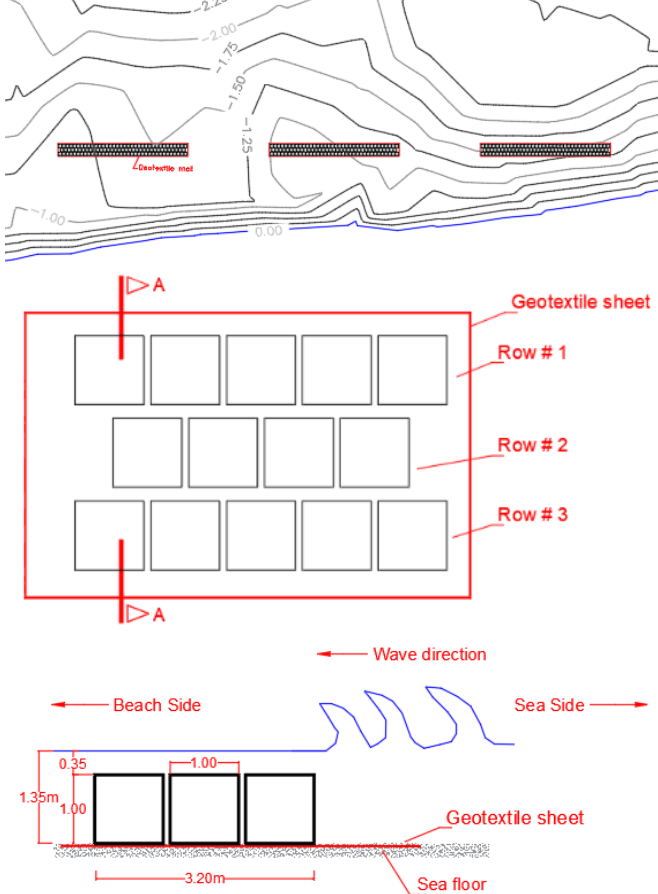 -2.25
-2.00
-1.75
-1.50
-1.25
Geotextile mat
-1.00
0.00
A
Geotextile sheet
Row # 1
Row # 2
Row # 3
A
Wave direction
Beach Side
Sea Side
0.35
1.00
1.35m
1.00
Geotextile sheet
3.20m
Sea floor